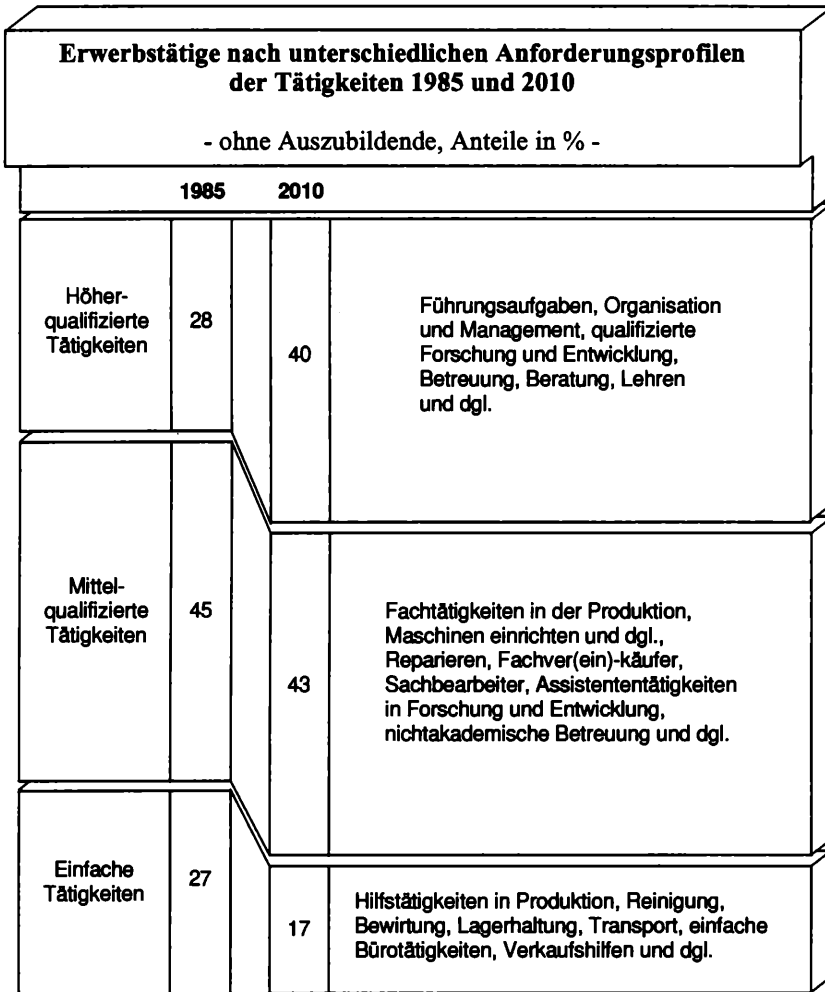 Erwerbstätige nach unterschiedlichen Anforderungsprofilen
der Tätigkeiten 1985 und 2010
- ohne Auszubildende, Anteile in % -
1985 2010
Höher-
qualifizierte
Tätigkeiten
28
40
Führungsaufgaben, Organisation
und Management, qualifizierte
Forschung und Entwicklung,
Betreuung, Beratung, Lehren
und dgl.
Mittel-
qualifizierte
Tätigkeiten
45
43
Fachtätigkeiten in der Produktion,
Maschinen einrichten und dgl.,
Reparieren, Fachver(ein)-käufer,
Sachbearbeiter, Assistententätigkeiten
in Forschung und Entwicklung,
nichtakademische Betreuung und dgl.
Einfache
Tätigkeiten
27
17
Hilfstätigkeiten in Produktion, Reinigung,
Bewirtung, Lagerhaltung, Transport, einfache
Bürotätigkeiten, Verkaufshilfen und dgl.